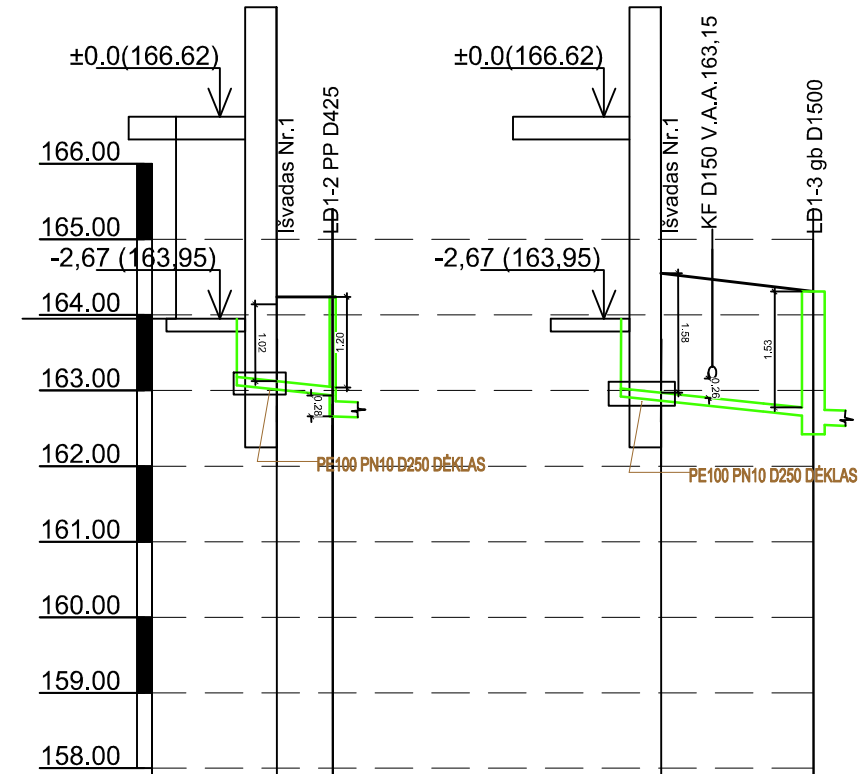 ±0.0(166.62)
±0.0(166.62)
Išvadas Nr.1
LD1-2 PP D425
Išvadas Nr.1
KF D150 V.A.A.163,15
LD1-3 gb D1500
166.00
165.00
-2,67 (163,95)
-2,67 (163,95)
164.00
1.02
1.20
1.58
1.53
163.00
0.28
0.26
162.00
PE100 PN10 D250 DĖKLAS
PE100 PN10 D250 DĖKLAS
161.00
160.00
159.00
158.00